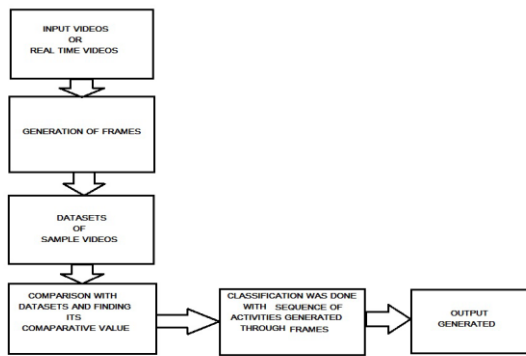 INPUT VIDEOS
OR
REAL TIME VIDEOS
GENERATION OF FRAMES
DATASETS
OF
SAMPLE VIDEOS
COMPARISON WITH
DATASETS AND FINDING
ITS
COMAPARATIVE VALUE
CLASSIFICATION WAS DONE
WITH SEQUENCE OF
ACTIVITIES GENERATED
THROUGH FRAMES
OUTPUT
GENERATED